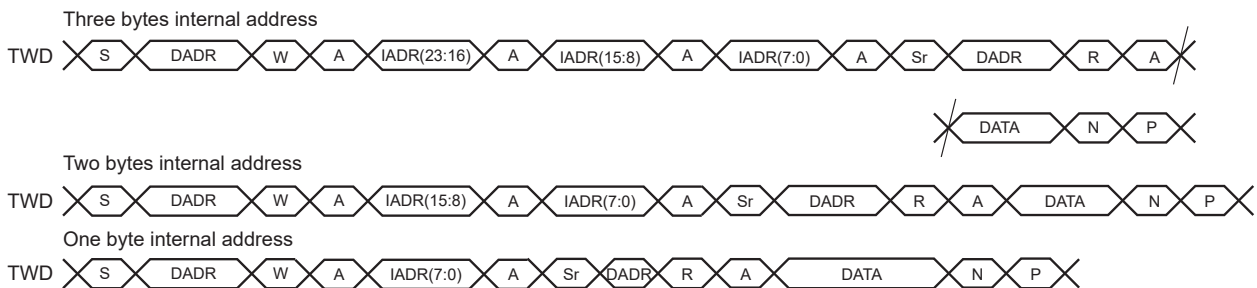 Three bytes internal address
TWD S DADR W A IADR(23:16) A IADR(15:8) A IADR(7:0) A Sr DADR R A
DATA N P
Two bytes internal address
TWD S DADR W A IADR(15:8) A IADR(7:0) A Sr DADR R A DATA N P
One byte internal address
TWD S DADR W A IADR(7:0) A Sr DADR R A DATA N P